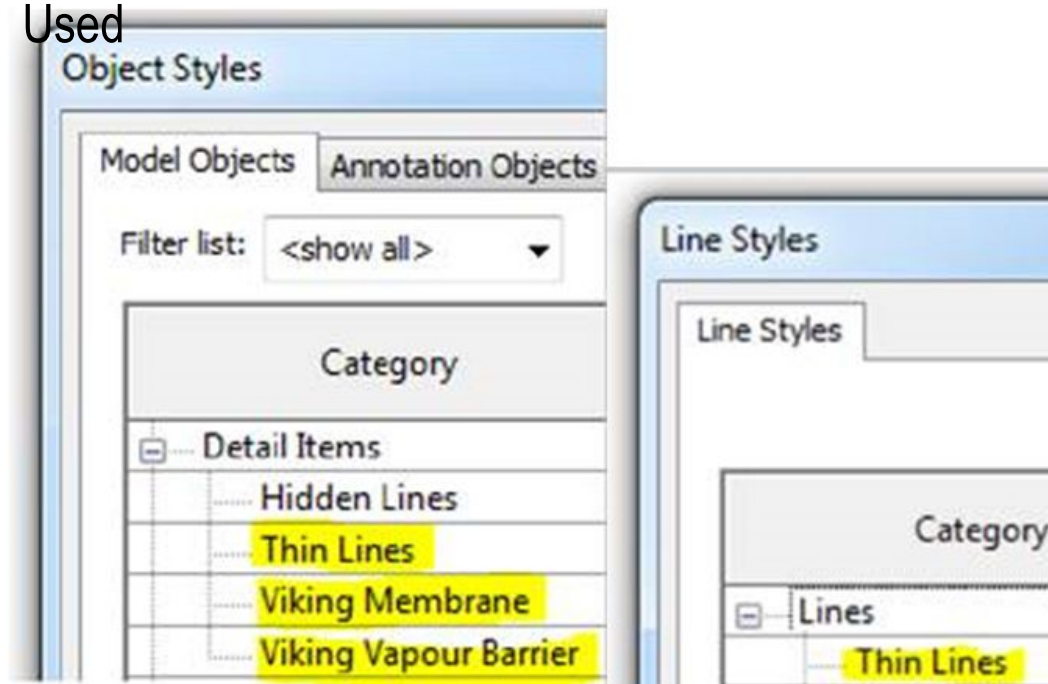 Used
Object Styles
Model Objects
Annotation Objects
Filter list: <show all>
Category
Detail Items
Hidden Lines
Thin Lines
Viking Membrane
Viking Vapour Barrier
Line Styles
Line Styles
Category
Lines
Thin Lines